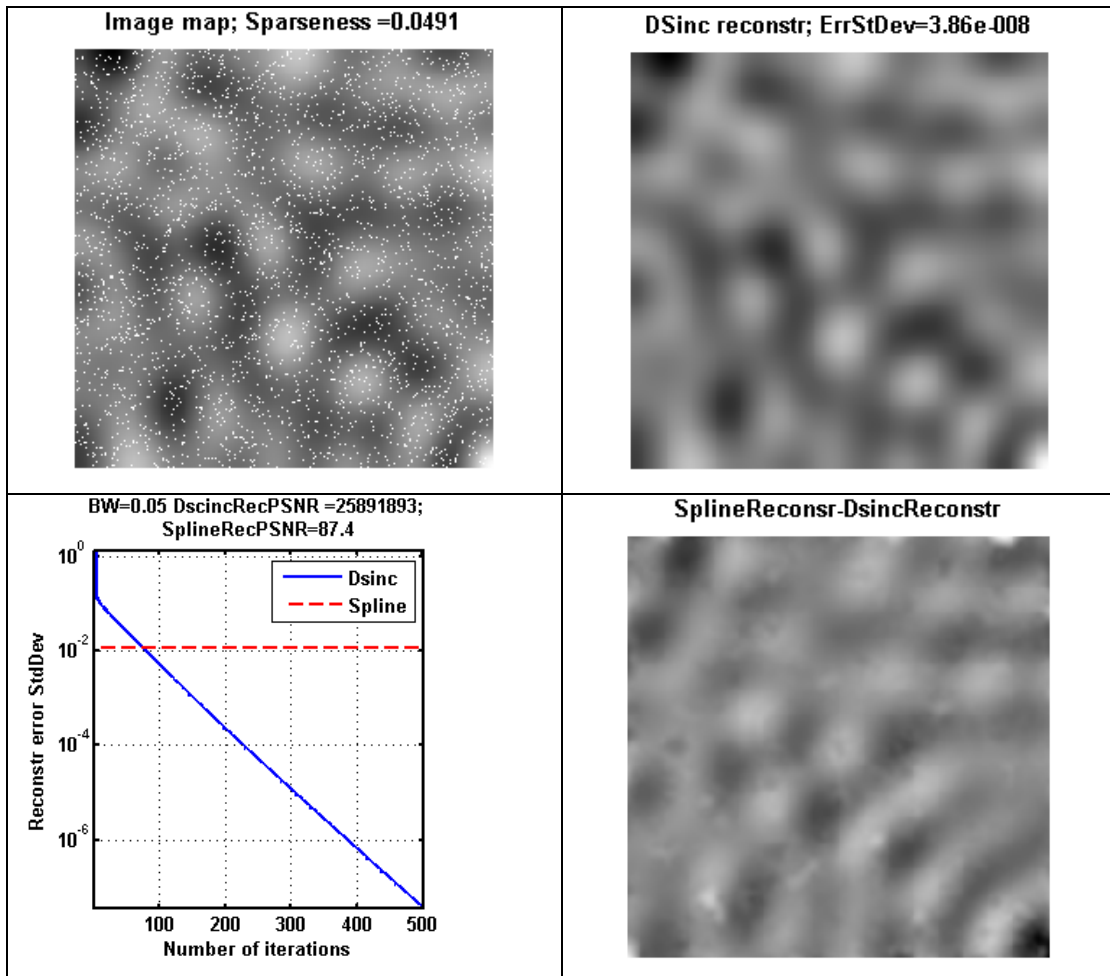 Image map; Sparseness =0.0491
DSinc reconstr; ErrStDev=3.86e-008
BW=0.05 DscincRecPSNR =25891893;
SplineRecPSNR=87.4
Reconstr error StdDev
10^0
10^-2
10^-4
10^-6
Dsinc
Spline
100 200 300 400 500
Number of iterations
SplineReconsr-DsincReconstr